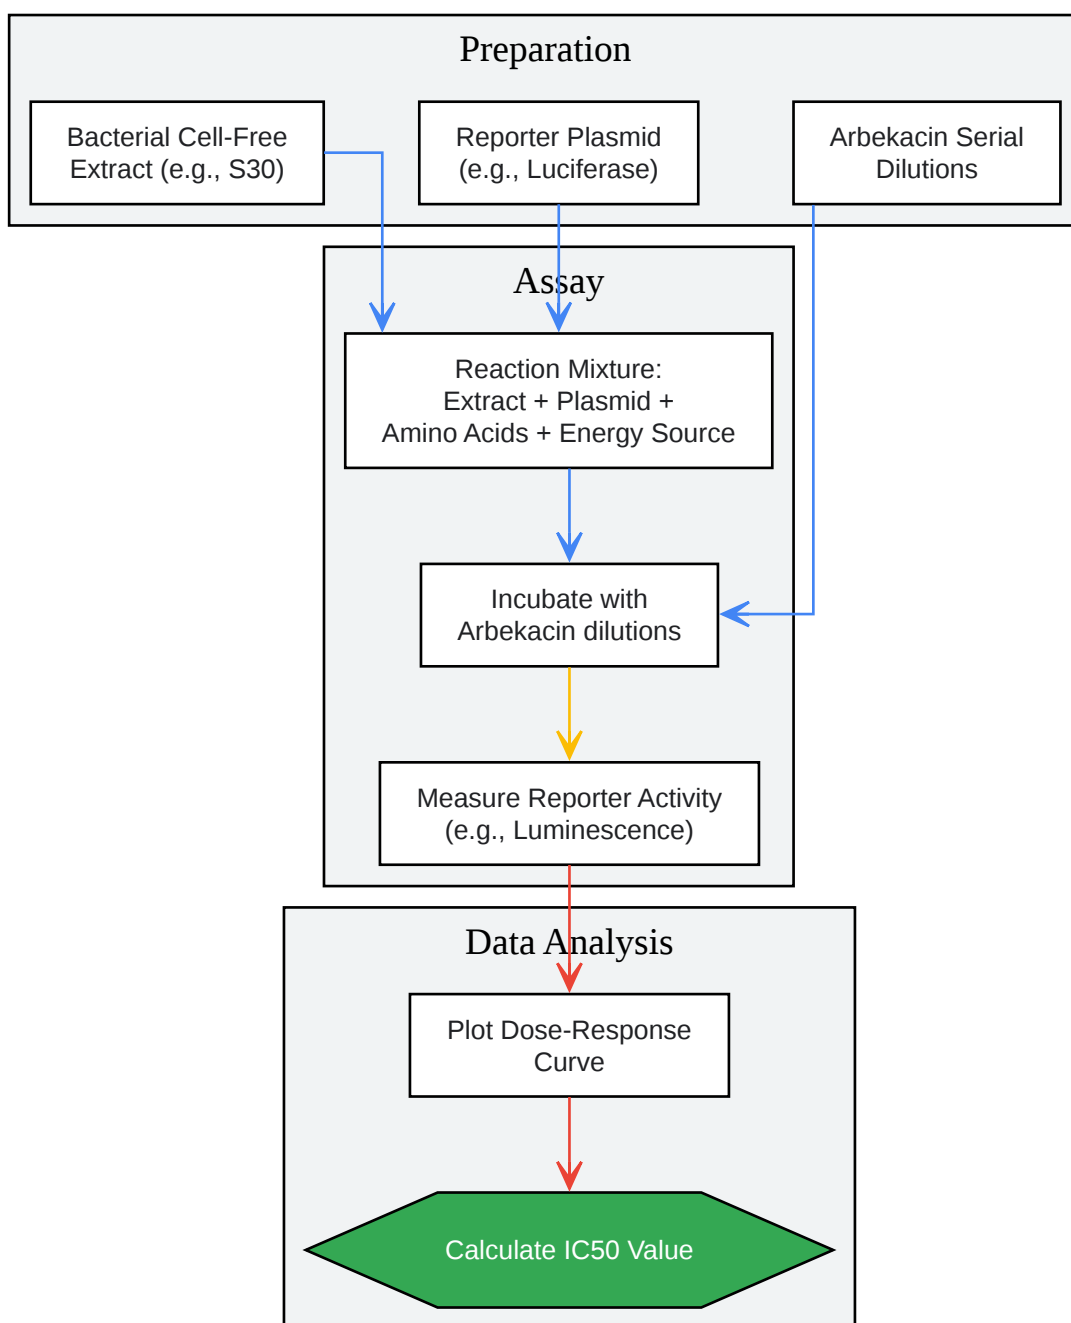 Preparation
Bacterial Cell-Free
Extract (e.g., S30)
Reporter Plasmid
(e.g., Luciferase)
Arbekacin Serial
Dilutions
Assay
Reaction Mixture:
Extract + Plasmid +
Amino Acids + Energy Source
Incubate with
Arbekacin dilutions
Measure Reporter Activity
(e.g., Luminescence)
Data Analysis
Plot Dose-Response
Curve
Calculate IC50 Value